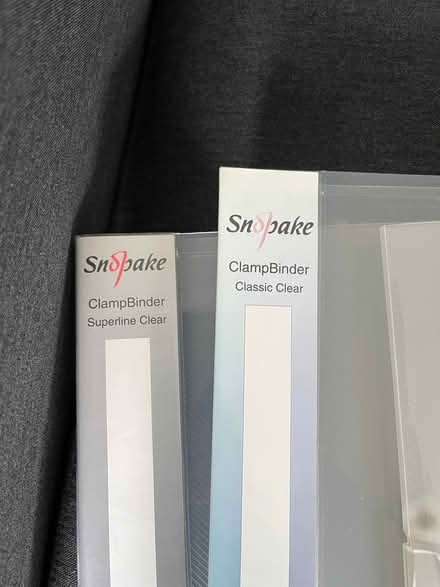 Snopake
ClampBinder
Superline Clear
Snopake
ClampBinder
Classic Clear